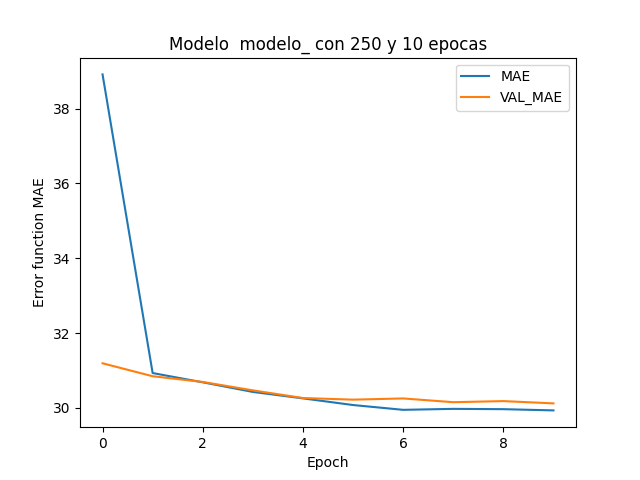 Modelo  modelo_ con 250 y 10 epocas
MAE
VAL_MAE
Error function MAE
38
36
34
32
30
0 2 4 6 8
Epoch